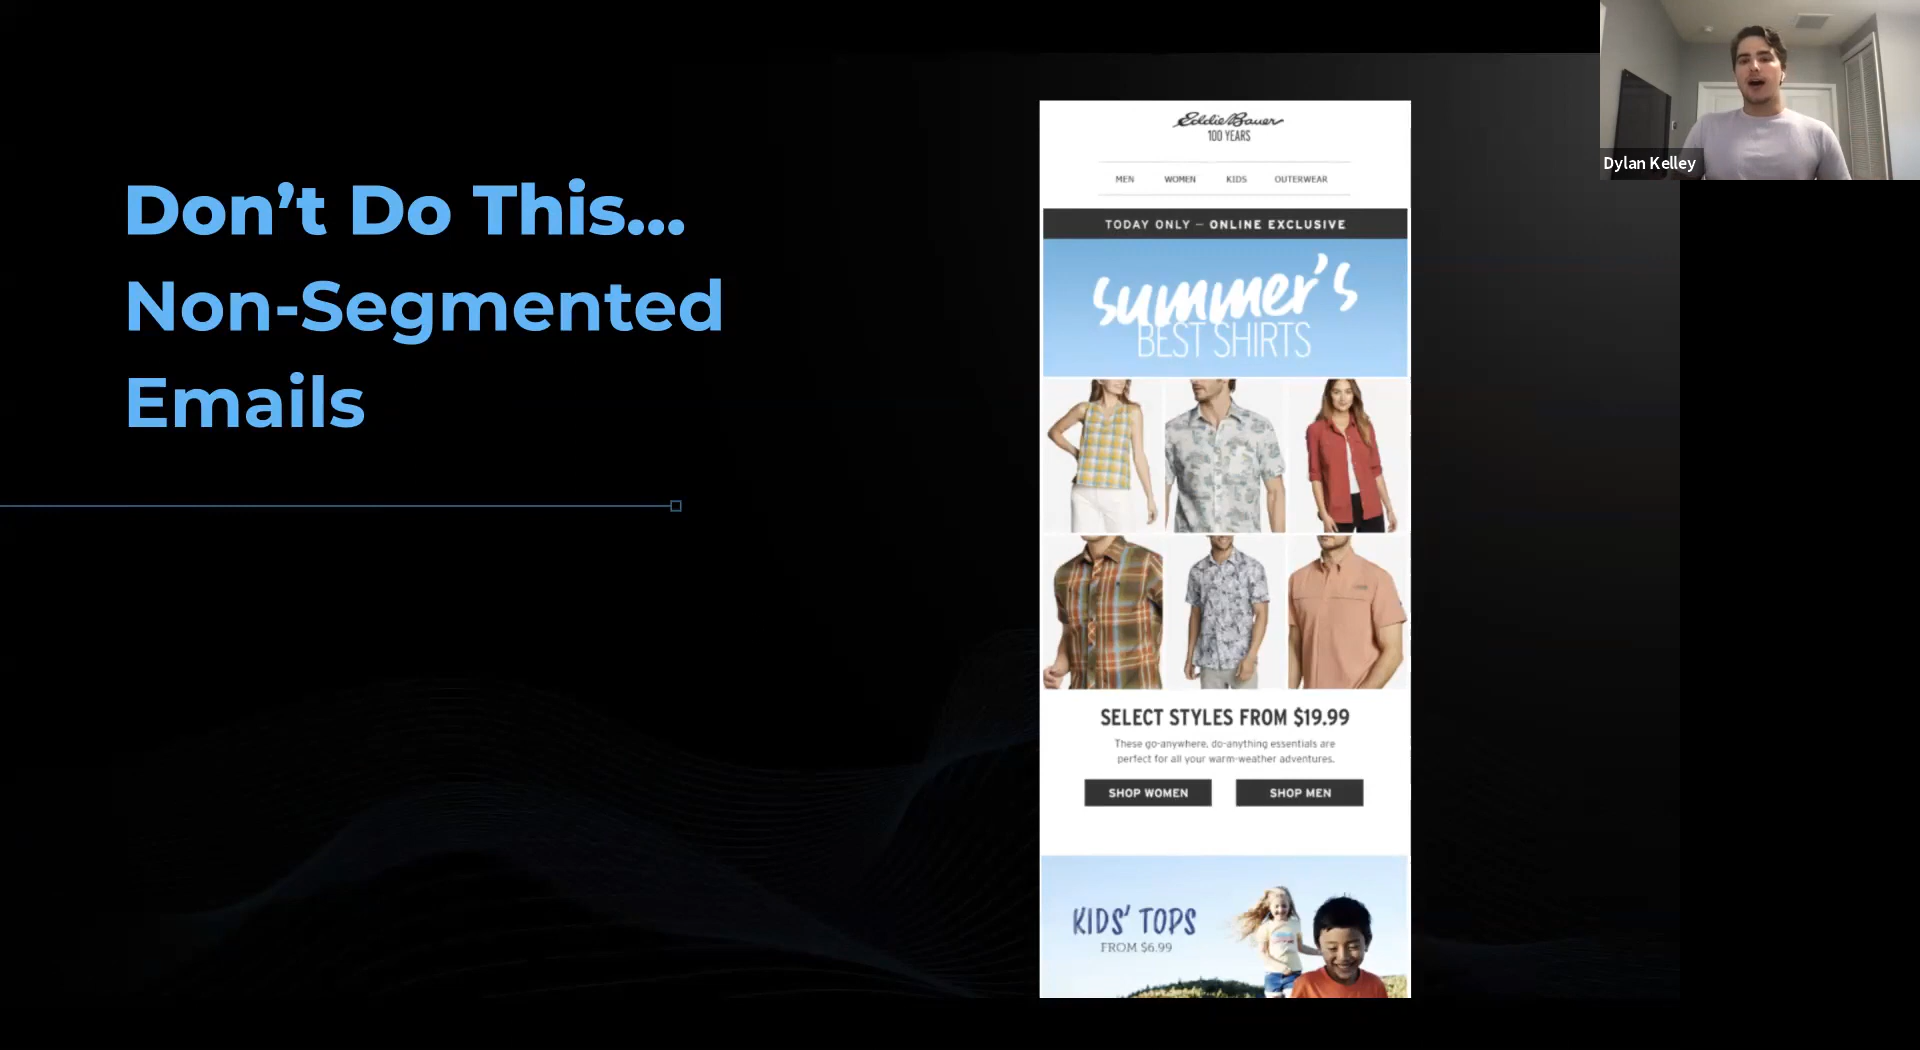 Don’t Do This...
Non-Segmented
Emails
Eddie Bauer
100 YEARS
MEN WOMEN KIDS OUTERWEAR
TODAY ONLY – ONLINE EXCLUSIVE
summer's
BEST SHIRTS
SELECT STYLES FROM $19.99
These go-anywhere, do-anything essentials are
perfect for all your warm-weather adventures.
SHOP WOMEN SHOP MEN
KIDS' TOPS
FROM $6.99
Dylan Kelley